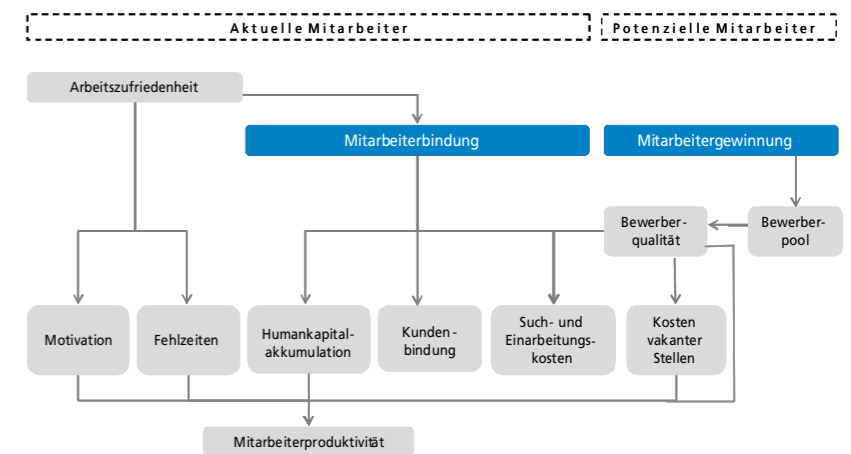 Aktuelle Mitarbeiter
Potenzielle Mitarbeiter
Arbeitszufriedenheit
Mitarbeiterbindung
Mitarbeitergewinnung
Bewerber-
qualität
Bewerber-
pool
Motivation
Fehlzeiten
Humankapital-
akkumulation
Kunden-
bindung
Such- und
Einarbeitungs-
kosten
Kosten
vakanter
Stellen
Mitarbeiterproduktivität